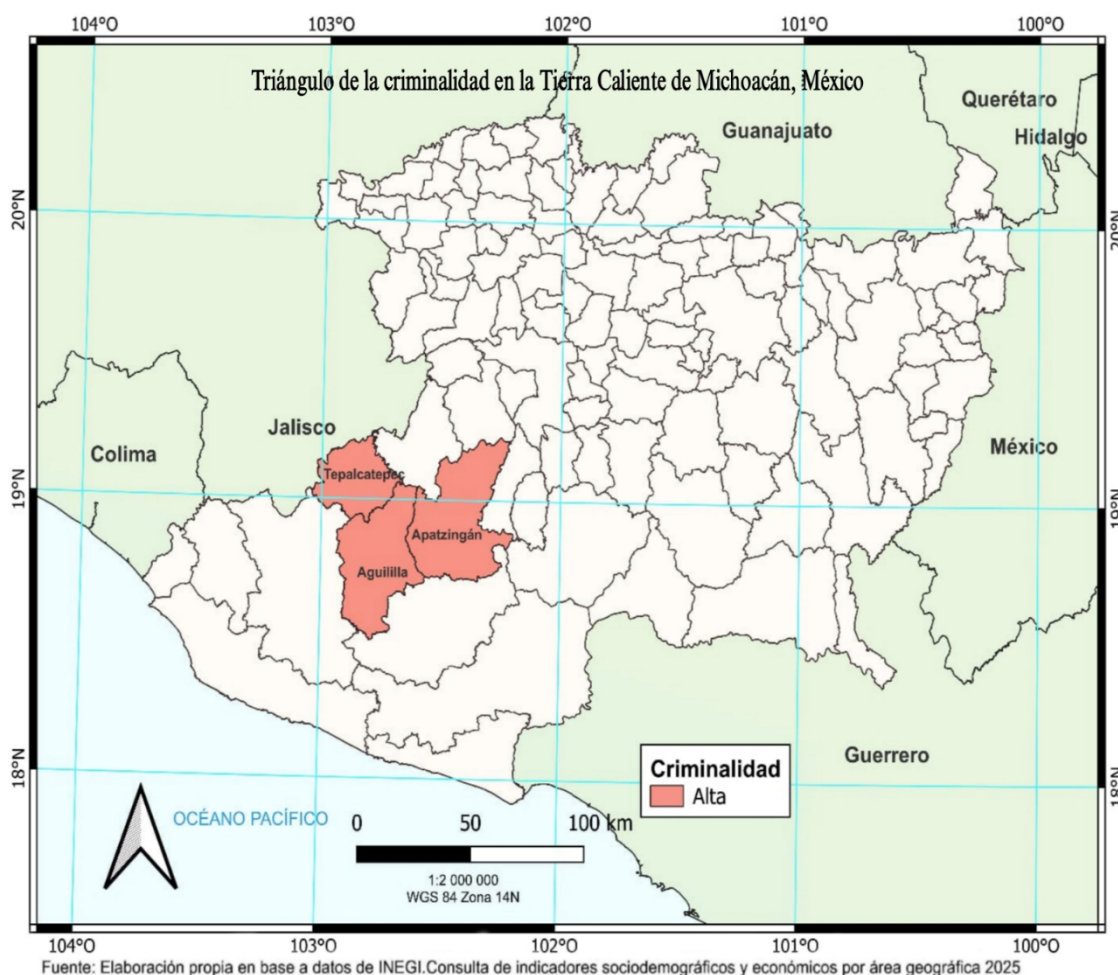 104°O 103°O 102°O 101°O 100°O
Triángulo de la criminalidad en la Tierra Caliente de Michoacán, México
Querétaro
Guanajuato
Hidalgo
20°N
20°N
Jalisco
Colima
México
Tepalcatepec
19°N
19°N
Apatzingán
Aguililla
Guerrero
Criminalidad
Alta
18°N
18°N
OCÉANO PACÍFICO
0 50 100 km
1:2 000 000
WGS 84 Zona 14N
104°O 103°O 102°O 101°O 100°O
Fuente: Elaboración propia en base a datos de INEGI.Consulta de indicadores sociodemográficos y económicos por área geográfica 2025